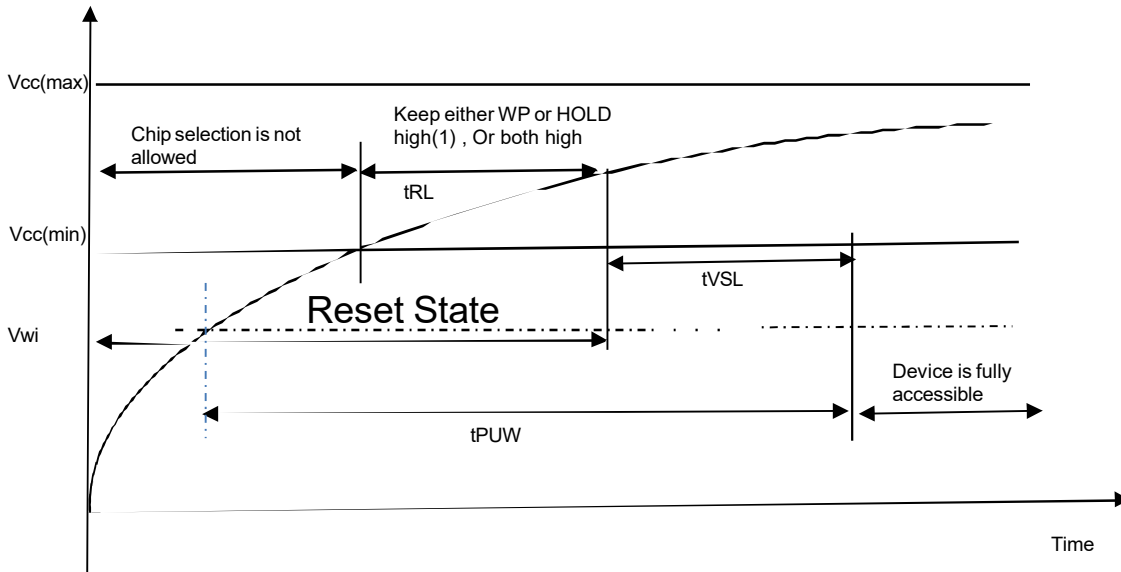 Vcc(max)
Keep either WP or HOLD
high(1) , Or both high
Chip selection is not
allowed
tRL
Vcc(min)
tVSL
Reset State
Vwi
Device is fully
accessible
tPUW
Time